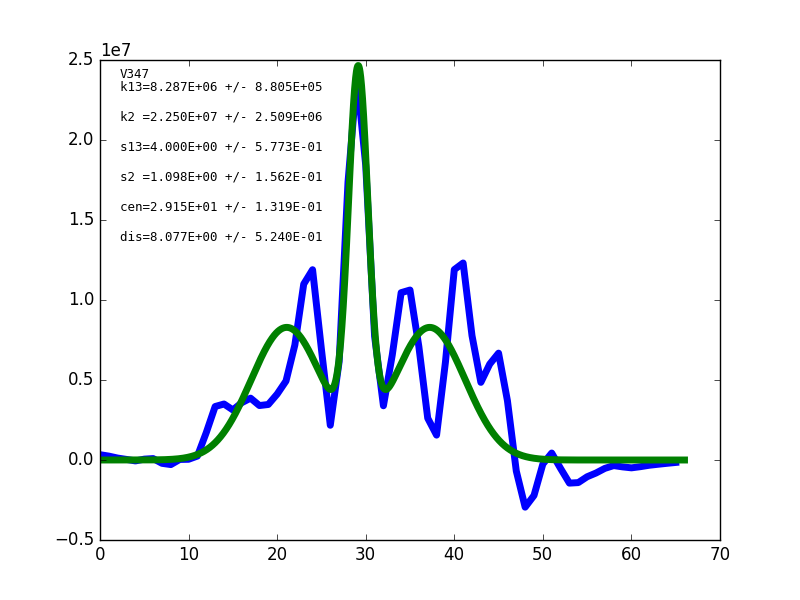 1e7
2.5
2.0
1.5
1.0
0.5
0.0
−0.5
V347
k13=8.287E+06 +/- 8.805E+05
k2 =2.250E+07 +/- 2.509E+06
s13=4.000E+00 +/- 5.773E-01
s2 =1.098E+00 +/- 1.562E-01
cen=2.915E+01 +/- 1.319E-01
dis=8.077E+00 +/- 5.240E-01
0 10 20 30 40 50 60 70